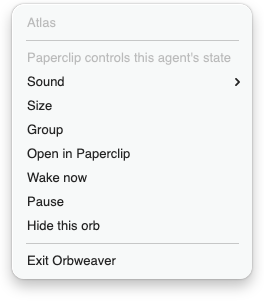 Atlas
Paperclip controls this agent's state
Sound
Size
Group
Open in Paperclip
Wake now
Pause
Hide this orb
Exit Orbweaver